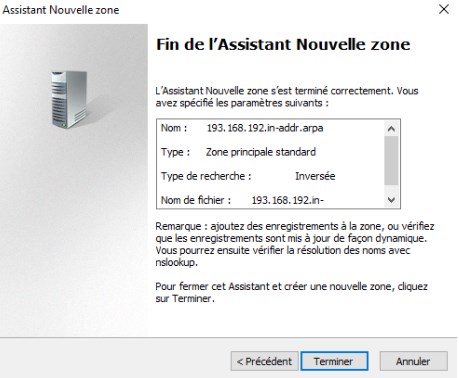 Assistant Nouvelle zone
Fin de l'Assistant Nouvelle zone
L'Assistant Nouvelle zone s'est terminé correctement. Vous
avez spécifié les paramètres suivants :
Nom : 193.168.192.in-addr.arpa
Type : Zone principale standard
Type de recherche : Inversée
Nom de fichier : 193.168.192.in-
Remarque : ajoutez des enregistrements à la zone, ou vérifiez
que les enregistrements sont mis à jour de façon dynamique.
Vous pourrez ensuite vérifier la résolution des noms avec
nslookup.
Pour fermer cet Assistant et créer une nouvelle zone, cliquez
sur Terminer.
< Précédent Terminer Annuler